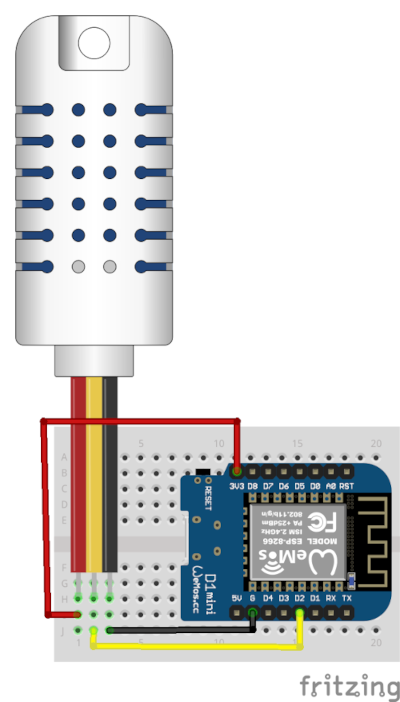 5
15
20
A
B
C
D
E
3V3 D8 D7 D6 D5 D0 A0 RST
RESET
D1 mini
WeMos.cc
WeMos
MODEL ESP-8266
ISM 2.4GHz
PA +25dBm
802.11b/g/n
FC
F
G
H
J
5V G D4 D3 D2 D1 RX TX
1
5
15
20
fritzing